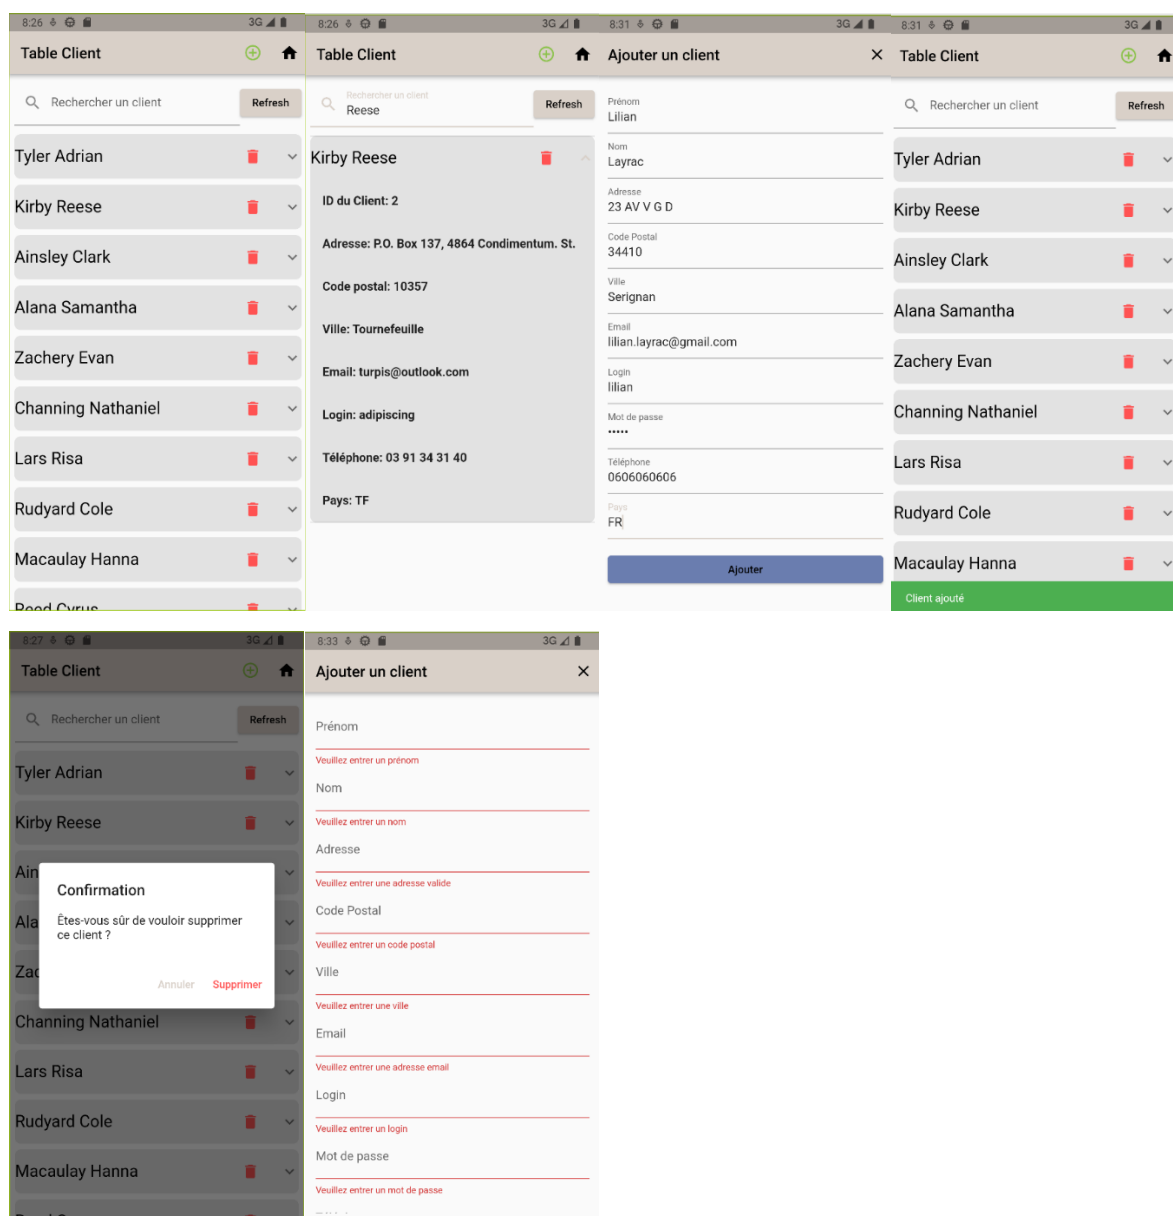 8:26
3G
Table Client
Rechercher un client
Refresh
Tyler Adrian
Kirby Reese
Ainsley Clark
Alana Samantha
Zachery Evan
Channing Nathaniel
Lars Risa
Rudyard Cole
Macaulay Hanna
Reed Cyrus
8:26
3G
Table Client
Rechercher un client
Reese
Refresh
Kirby Reese
ID du Client: 2
Adresse: P.O. Box 137, 4864 Condimentum. St.
Code postal: 10357
Ville: Tournefeuille
Email: turpis@outlook.com
Login: adipiscing
Téléphone: 03 91 34 31 40
Pays: TF
8:31
3G
Ajouter un client
Prénom
Lilian
Nom
Layrac
Adresse
23 AV V G D
Code Postal
34410
Ville
Serignan
Email
lilian.layrac@gmail.com
Login
lilian
Mot de passe
•••••
Téléphone
0606060606
Pays
FR
Ajouter
8:31
3G
Table Client
Rechercher un client
Refresh
Tyler Adrian
Kirby Reese
Ainsley Clark
Alana Samantha
Zachery Evan
Channing Nathaniel
Lars Risa
Rudyard Cole
Macaulay Hanna
Client ajouté
8:27
3G
Table Client
Rechercher un client
Refresh
Tyler Adrian
Kirby Reese
Ain
Ala
Zac
Confirmation
Êtes-vous sûr de vouloir supprimer
ce client ?
Annuler Supprimer
Channing Nathaniel
Lars Risa
Rudyard Cole
Macaulay Hanna
8:33
3G
Ajouter un client
Prénom
Veuillez entrer un prénom
Nom
Veuillez entrer un nom
Adresse
Veuillez entrer une adresse valide
Code Postal
Veuillez entrer un code postal
Ville
Veuillez entrer une ville
Email
Veuillez entrer une adresse email
Login
Veuillez entrer un login
Mot de passe
Veuillez entrer un mot de passe